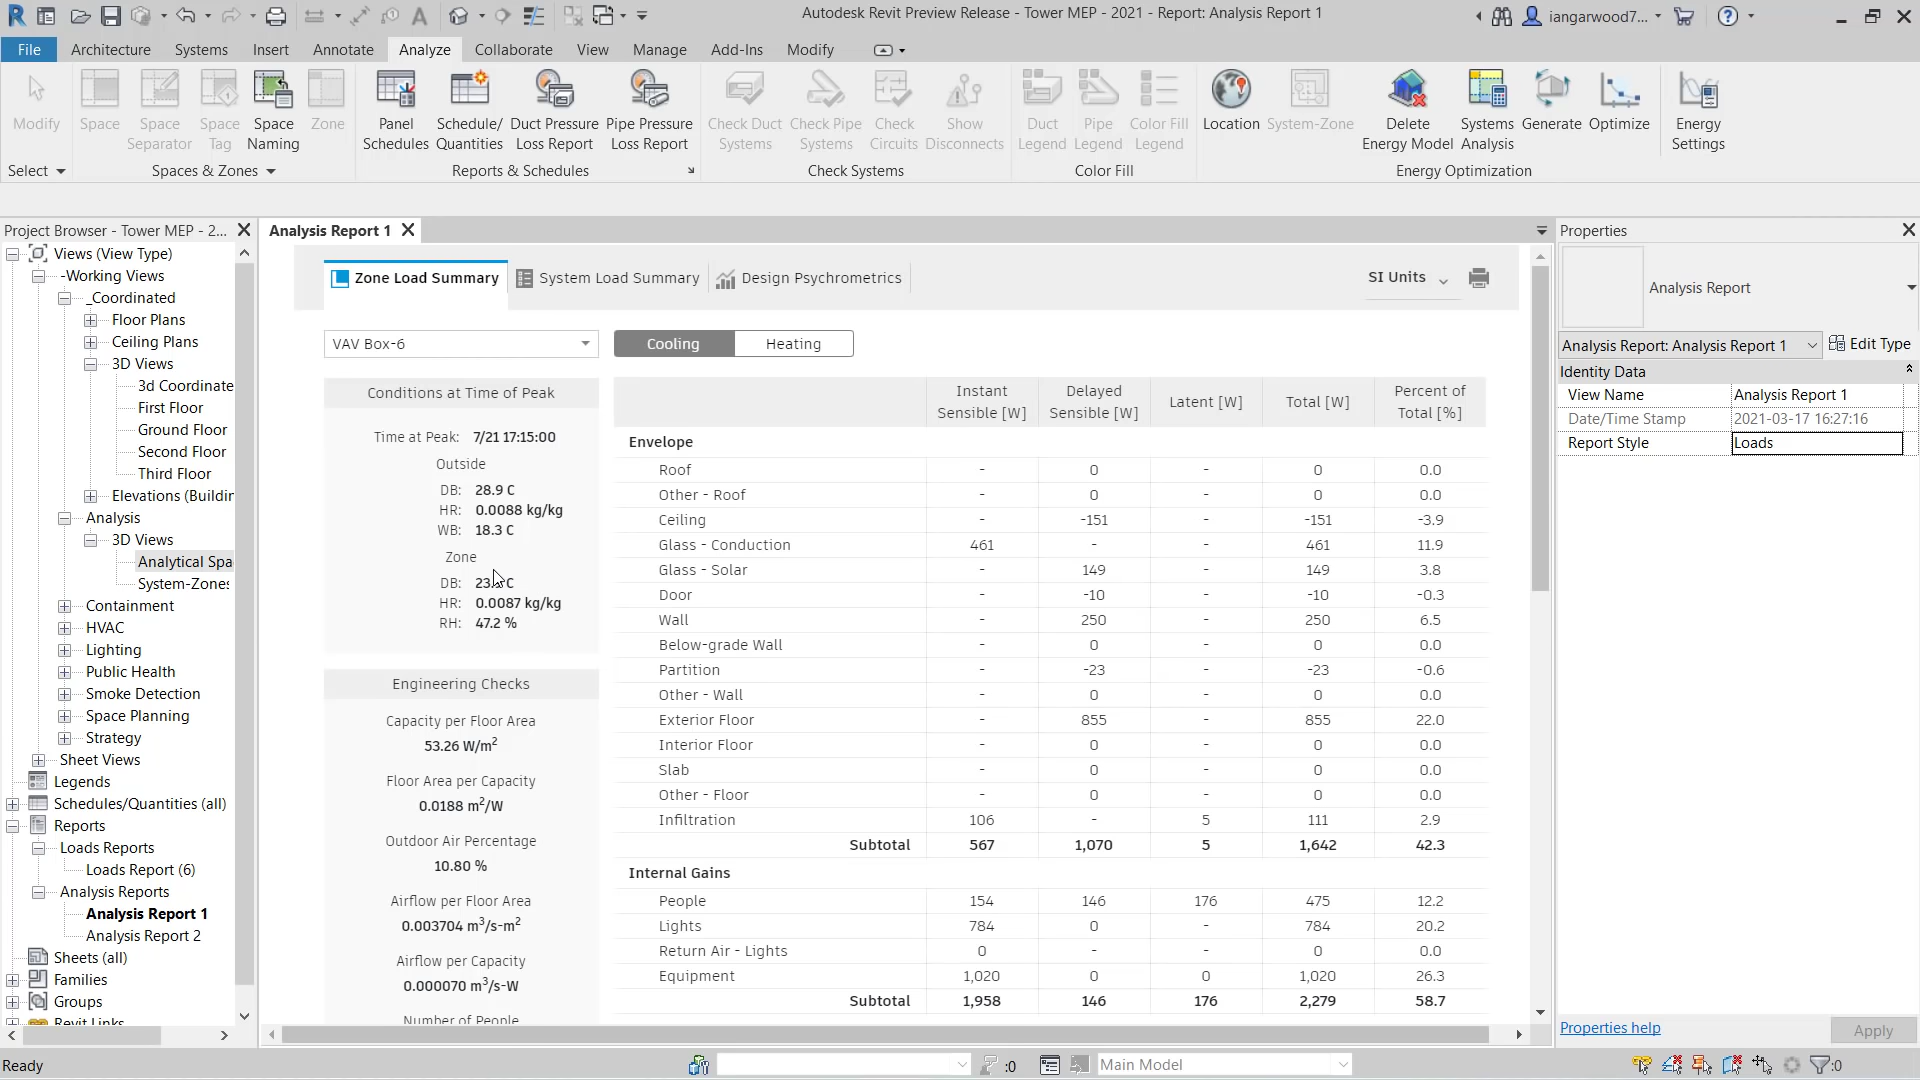 Autodesk Revit Preview Release - Tower MEP - 2021 - Report: Analysis Report 1
iangarwood7...
File Architecture Systems Insert Annotate Analyze Collaborate View Manage Add-Ins Modify
Modify
Space
Space Separator
Space Tag
Space Naming
Zone
Panel Schedules
Schedule/ Quantities
Duct Pressure Loss Report
Pipe Pressure Loss Report
Check Duct Systems
Check Pipe Systems
Check Circuits
Show Disconnects
Duct Legend
Pipe Legend
Color Fill Legend
Location
System-Zone
Delete Energy Model
Systems Analysis
Generate
Optimize
Energy Settings
Select
Spaces & Zones
Reports & Schedules
Check Systems
Color Fill
Energy Optimization
Project Browser - Tower MEP - 2...
Views (View Type)
-Working Views
_Coordinated
Floor Plans
Ceiling Plans
3D Views
3d Coordinate
First Floor
Ground Floor
Second Floor
Third Floor
Elevations (Buildin
Analysis
3D Views
Analytical Spa
System-Zones
Containment
HVAC
Lighting
Public Health
Smoke Detection
Space Planning
Strategy
Sheet Views
Legends
Schedules/Quantities (all)
Reports
Loads Reports
Loads Report (6)
Analysis Reports
Analysis Report 1
Analysis Report 2
Sheets (all)
Families
Groups
Revit Links
Analysis Report 1
Zone Load Summary
System Load Summary
Design Psychrometrics
SI Units
VAV Box-6
Cooling
Heating
Conditions at Time of Peak
Time at Peak: 7/21 17:15:00
Outside
DB: 28.9 C
HR: 0.0088 kg/kg
WB: 18.3 C
Zone
DB: 23. C
HR: 0.0087 kg/kg
RH: 47.2 %
Engineering Checks
Capacity per Floor Area
53.26 W/m²
Floor Area per Capacity
0.0188 m²/W
Outdoor Air Percentage
10.80 %
Airflow per Floor Area
0.003704 m³/s-m²
Airflow per Capacity
0.000070 m³/s-W
Number of People
Instant Sensible [W] Delayed Sensible [W] Latent [W] Total [W] Percent of Total [%]
Envelope
Roof - 0 - 0 0.0
Other - Roof - 0 - 0 0.0
Ceiling - -151 - -151 -3.9
Glass - Conduction 461 - - 461 11.9
Glass - Solar - 149 - 149 3.8
Door - -10 - -10 -0.3
Wall - 250 - 250 6.5
Below-grade Wall - 0 - 0 0.0
Partition - -23 - -23 -0.6
Other - Wall - 0 - 0 0.0
Exterior Floor - 855 - 855 22.0
Interior Floor - 0 - 0 0.0
Slab - 0 - 0 0.0
Other - Floor - 0 - 0 0.0
Infiltration 106 - 5 111 2.9
Subtotal 567 1,070 5 1,642 42.3
Internal Gains
People 154 146 176 475 12.2
Lights 784 0 - 784 20.2
Return Air - Lights 0 - - 0 0.0
Equipment 1,020 0 0 1,020 26.3
Subtotal 1,958 146 176 2,279 58.7
Properties
Analysis Report
Analysis Report: Analysis Report 1
Edit Type
Identity Data
View Name Analysis Report 1
Date/Time Stamp 2021-03-17 16:27:16
Report Style Loads
Properties help
Apply
Ready
:0
Main Model
:0